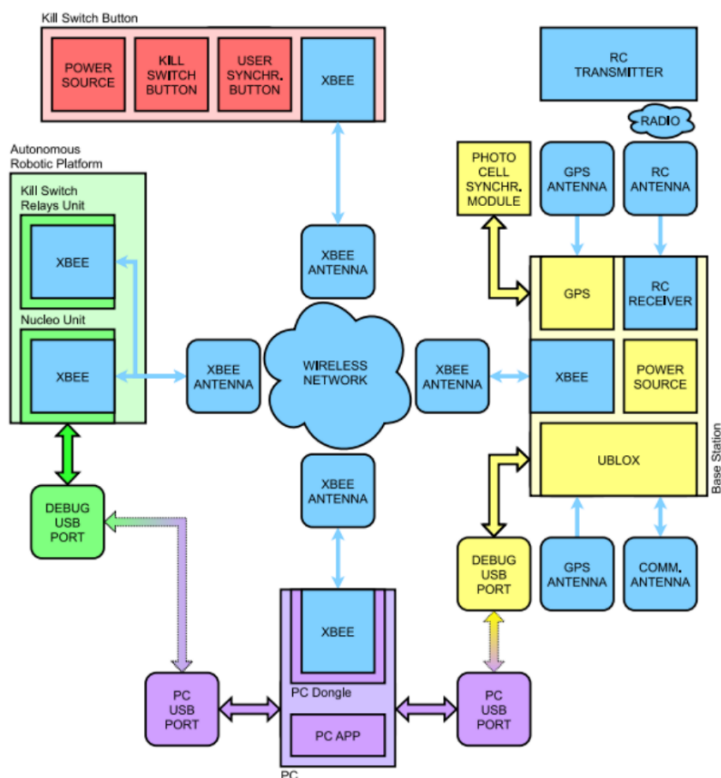 Kill Switch Button
POWER
SOURCE
KILL
SWITCH
BUTTON
USER
SYNCHR.
BUTTON
XBEE
RC
TRANSMITTER
RADIO
Autonomous
Robotic Platform
Kill Switch
Relays Unit
XBEE
Nucleo Unit
XBEE
PHOTO
CELL
SYNCHR.
MODULE
GPS
ANTENNA
RC
ANTENNA
XBEE
ANTENNA
GPS
RC
RECEIVER
XBEE
ANTENNA
WIRELESS
NETWORK
XBEE
ANTENNA
XBEE
POWER
SOURCE
UBLOX
Base Station
XBEE
ANTENNA
DEBUG
USB
PORT
DEBUG
USB
PORT
GPS
ANTENNA
COMM.
ANTENNA
XBEE
PC Dongle
PC APP
PC
PC
USB
PORT
PC
USB
PORT